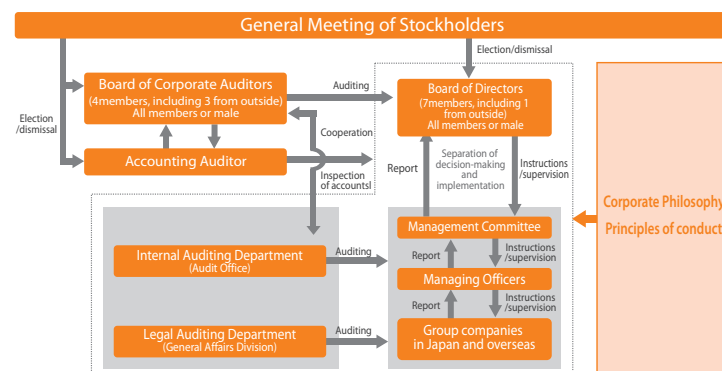 General Meeting of Stockholders
Election/dismissal
Board of Corporate Auditors
(4members, including 3 from outside)
All members or male
Auditing
Board of Directors
(7members, including 1
from outside)
All members or male
Election
/dismissal
Cooperation
Accounting Auditor
Inspection
of accountsl
Report
Separation of
decision-making
and
implementation
Instructions
/supervision
Corporate Philosophy
Principles of conduct
Management Committee
Internal Auditing Department
(Audit Office)
Auditing
Report
Instructions
/supervision
Managing Officers
Report
Instructions
/supervision
Legal Auditing Department
(General Affairs Division)
Auditing
Group companies
in Japan and overseas